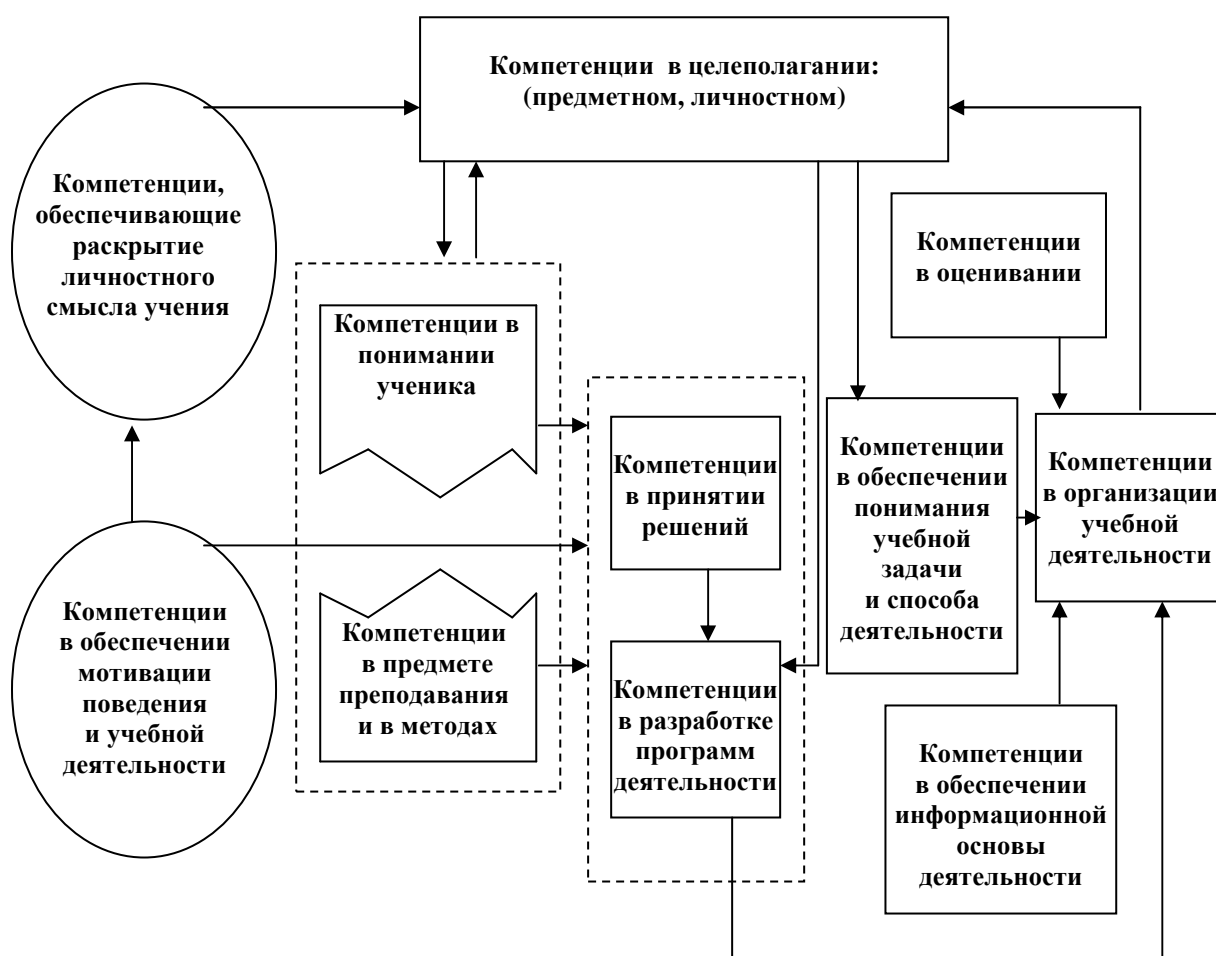 Компетенции в целеполагании:
(предметном, личностном)
Компетенции,
обеспечивающие
раскрытие
личностного
смысла учения
Компетенции
в оценивании
Компетенции в
понимании
ученика
Компетенции
в принятии
решений
Компетенции
в обеспечении
понимания
учебной
задачи
и способа
деятельности
Компетенции
в организации
учебной
деятельности
Компетенции
в обеспечении
мотивации
поведения
и учебной
деятельности
Компетенции
в предмете
преподавания
и в методах
Компетенции
в разработке
программ
деятельности
Компетенции
в обеспечении
информационной
основы
деятельности